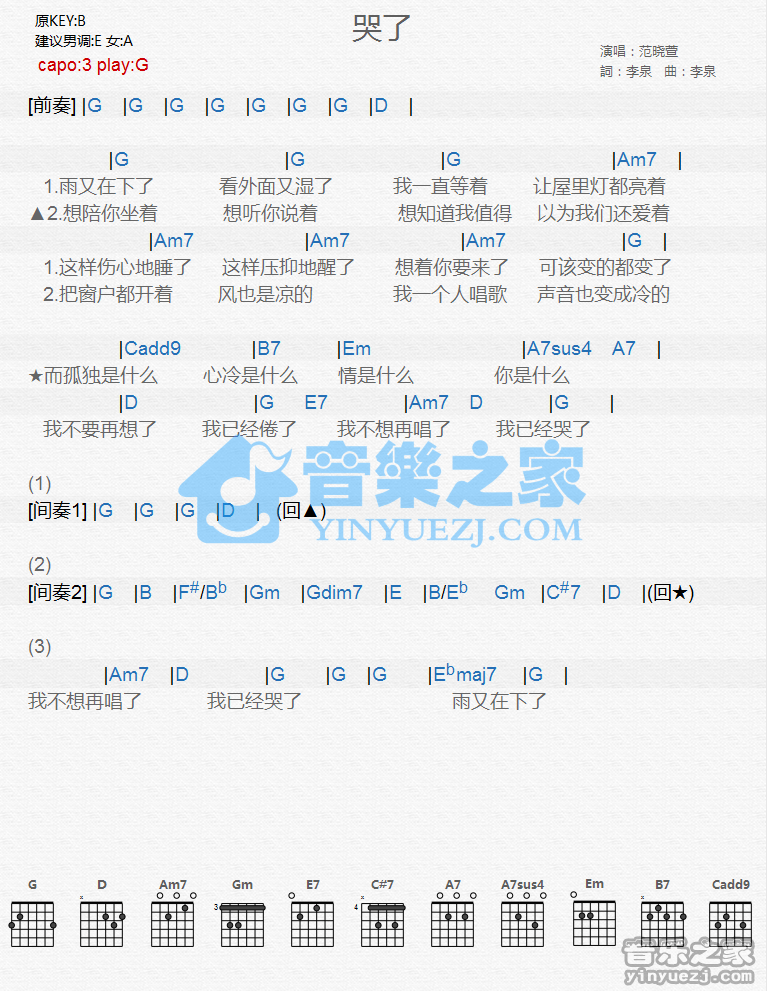 原KEY:B
哭了
建议男调:E 女:A
演唱：范晓萱
capo:3 play:G
詞：李泉 曲：李泉
[前奏] |G |G |G |G |G |G |G |D |
|G |G |G |Am7 |
1.雨又在下了 看外面又湿了 我一直等着 让屋里灯都亮着
▲2.想陪你坐着 想听你说着 想知道我值得 以为我们还爱着
|Am7 |Am7 |Am7 |G |
1.这样伤心地睡了 这样压抑地醒了 想着你要来了 可该变的都变了
2.把窗户都开着 风也是凉的 我一个人唱歌 声音也变成冷的
|Cadd9 |B7 |Em |A7sus4 A7 |
★而孤独是什么 心冷是什么 情是什么 你是什么
|D |G E7 |Am7 D |G |
我不要再想了 我已经倦了 我不想再唱了 我已经哭了
音樂之家
YINYUEZJ.COM
(1)
[间奏1] |G |G |G |D | (回▲)
(2)
[间奏2] |G |B |F#/Bb |Gm |Gdim7 |E |B/Eb Gm |C#7 |D |(回★)
(3)
|Am7 |D |G |G |G |Ebmaj7 |G |
我不想再唱了 我已经哭了 雨又在下了
G D Am7 Gm E7 C#7 A7 A7sus4 Em B7 Cadd9
x x x
3 4
音乐之家
yinyuezj.com